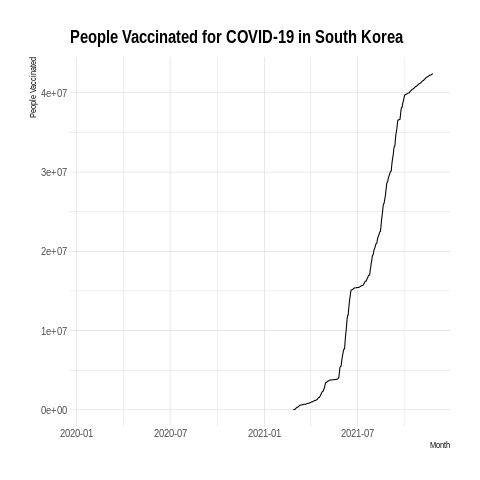 People Vaccinated for COVID-19 in South Korea
People Vaccinated
4e+07
3e+07
2e+07
1e+07
0e+00
2020-01 2020-07 2021-01 2021-07
Month